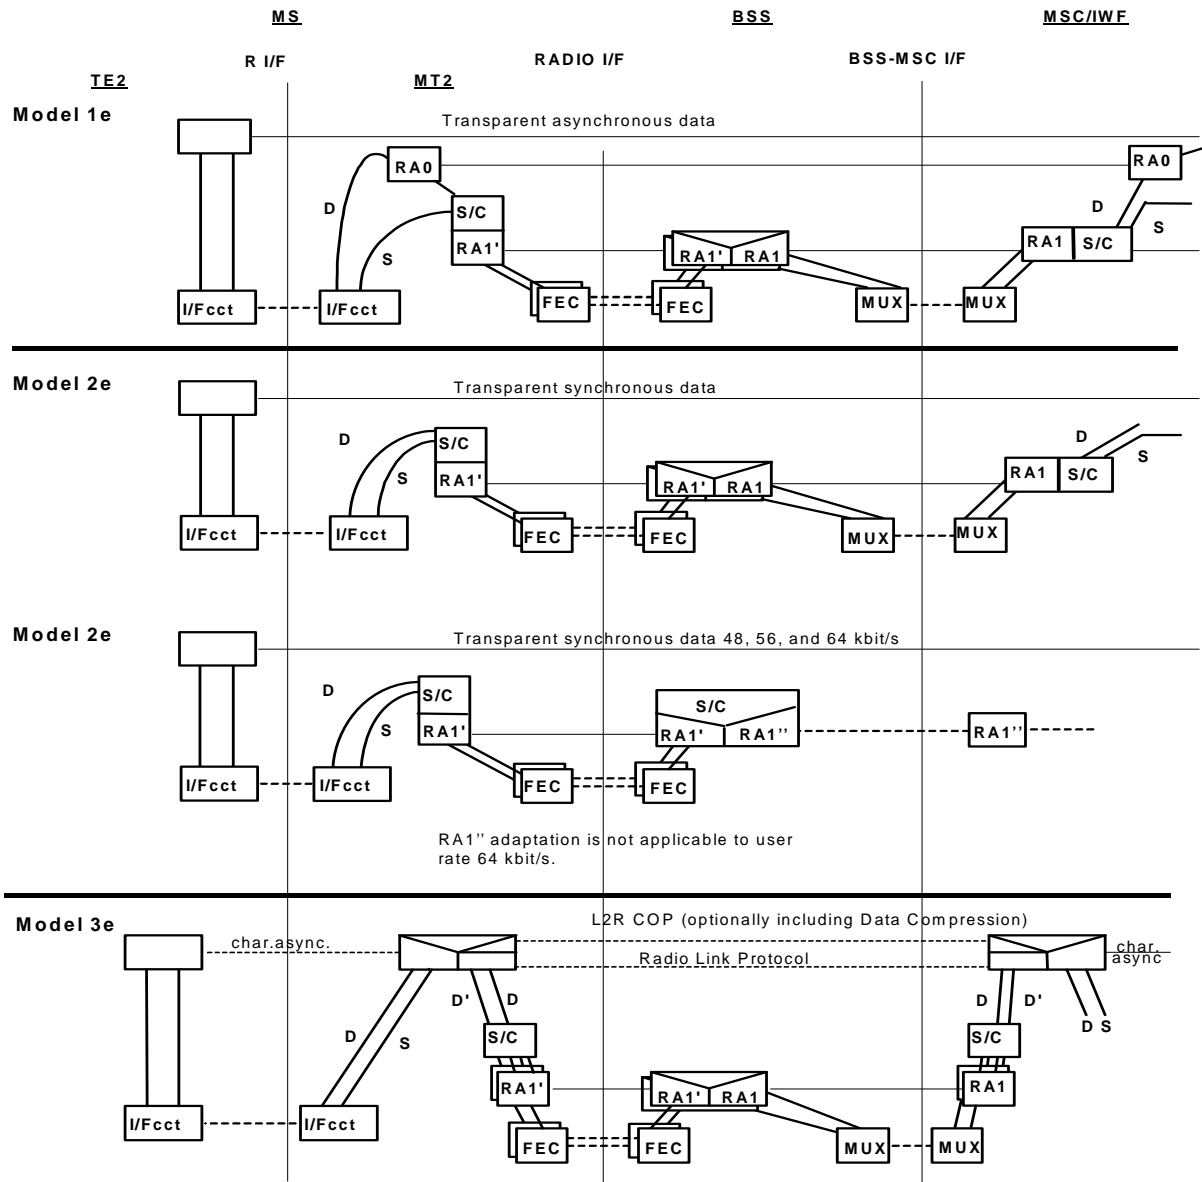 MS BSS MSC/IWF
R I/F RADIO I/F BSS-MSC I/F
TE2 MT2
Model 1e
Transparent asynchronous data
RA0 RA0
D S/C D
S RA1' RA1' RA1 RA1 S/C S
I/Fcct I/Fcct FEC FEC MUX MUX
Model 2e
Transparent synchronous data
D S/C D
S RA1' RA1' RA1 RA1 S/C S
I/Fcct I/Fcct FEC FEC MUX MUX
Model 2e
Transparent synchronous data 48, 56, and 64 kbit/s
D S/C S/C
S RA1' RA1' RA1'' RA1''
I/Fcct I/Fcct FEC FEC
RA1'' adaptation is not applicable to user
rate 64 kbit/s.
Model 3e
L2R COP (optionally including Data Compression)
char.async. char.
Radio Link Protocol async
D' D D D'
D S S/C S/C D S
RA1' RA1' RA1 RA1
I/Fcct I/Fcct FEC FEC MUX MUX